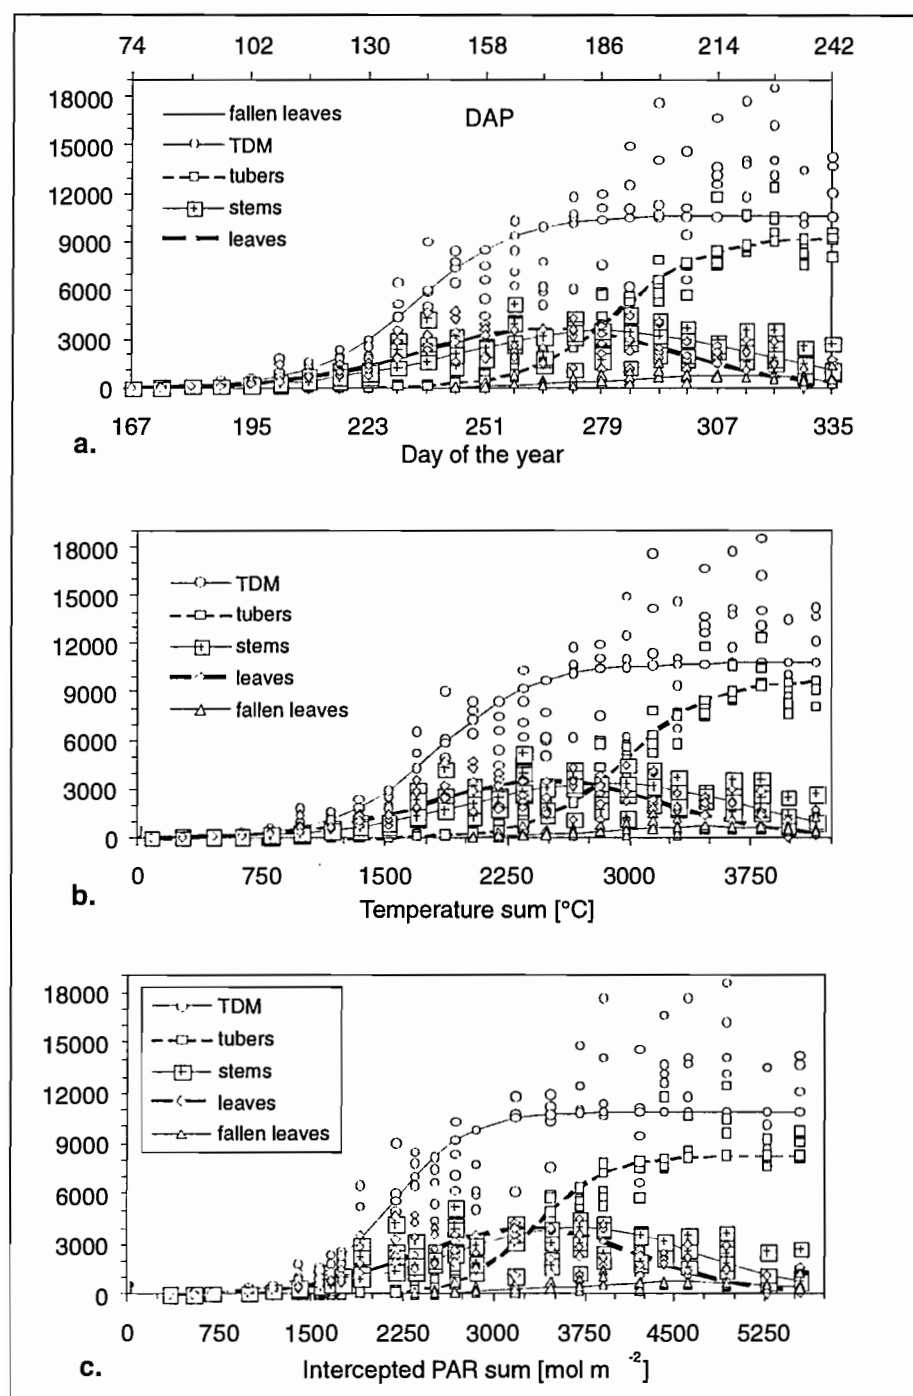 74 102 130 158 186 214 242
18000 fallen leaves DAP
15000 TDM
tubers
12000 stems
9000 leaves
6000
3000
0
167 195 223 251 279 307 335
a. Day of the year
18000
TDM
15000 tubers
12000 stems
leaves
9000 fallen leaves
6000
3000
0
0 750 1500 2250 3000 3750
b. Temperature sum [°C]
18000 TDM
tubers
15000 stems
12000 leaves
9000 fallen leaves
6000
3000
0
0 750 1500 2250 3000 3750 4500 5250
c. Intercepted PAR sum [mol m -2]